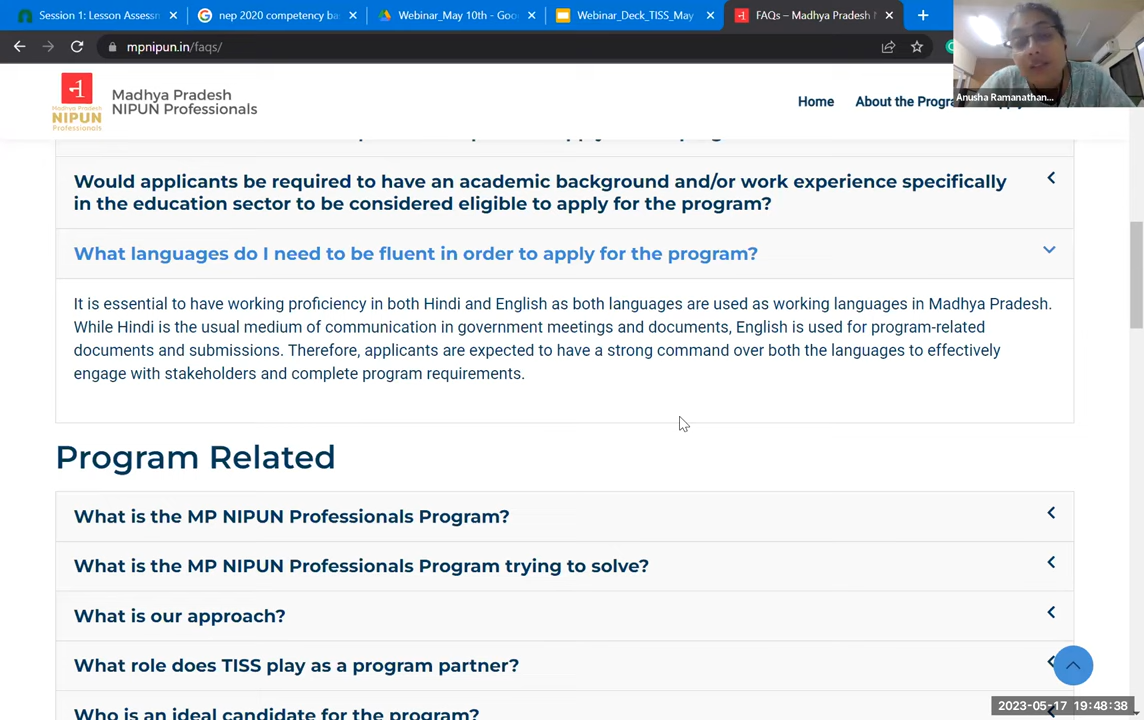 Session 1: Lesson Assessn
nep 2020 competency ba
Webinar_May 10th - Goo
Webinar_Deck_TISS_May
FAQs – Madhya Pradesh
mpnipun.in/faqs/
Anusha Ramanathan...
Madhya Pradesh
NIPUN Professionals
Madhya Pradesh
NIPUN
Professionals
Home
About the Progra
Would applicants be required to have an academic background and/or work experience specifically
in the education sector to be considered eligible to apply for the program?
What languages do I need to be fluent in order to apply for the program?
It is essential to have working proficiency in both Hindi and English as both languages are used as working languages in Madhya Pradesh.
While Hindi is the usual medium of communication in government meetings and documents, English is used for program-related
documents and submissions. Therefore, applicants are expected to have a strong command over both the languages to effectively
engage with stakeholders and complete program requirements.
Program Related
What is the MP NIPUN Professionals Program?
What is the MP NIPUN Professionals Program trying to solve?
What is our approach?
What role does TISS play as a program partner?
Who is an ideal candidate for the program?
2023-05-17 19:48:38